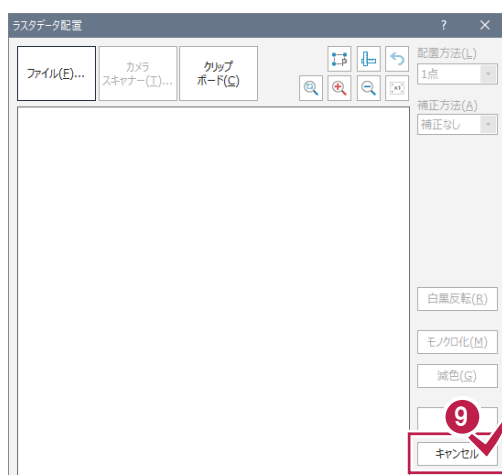 ラスタデータ配置
? ×
ファイル(F)...
カメラ
スキャナー(T)...
クリップ
ボード(C)
配置方法(L)
1点
補正方法(A)
補正なし
×1
白黒反転(R)
モノクロ化(M)
減色(G)
9
キャンセル